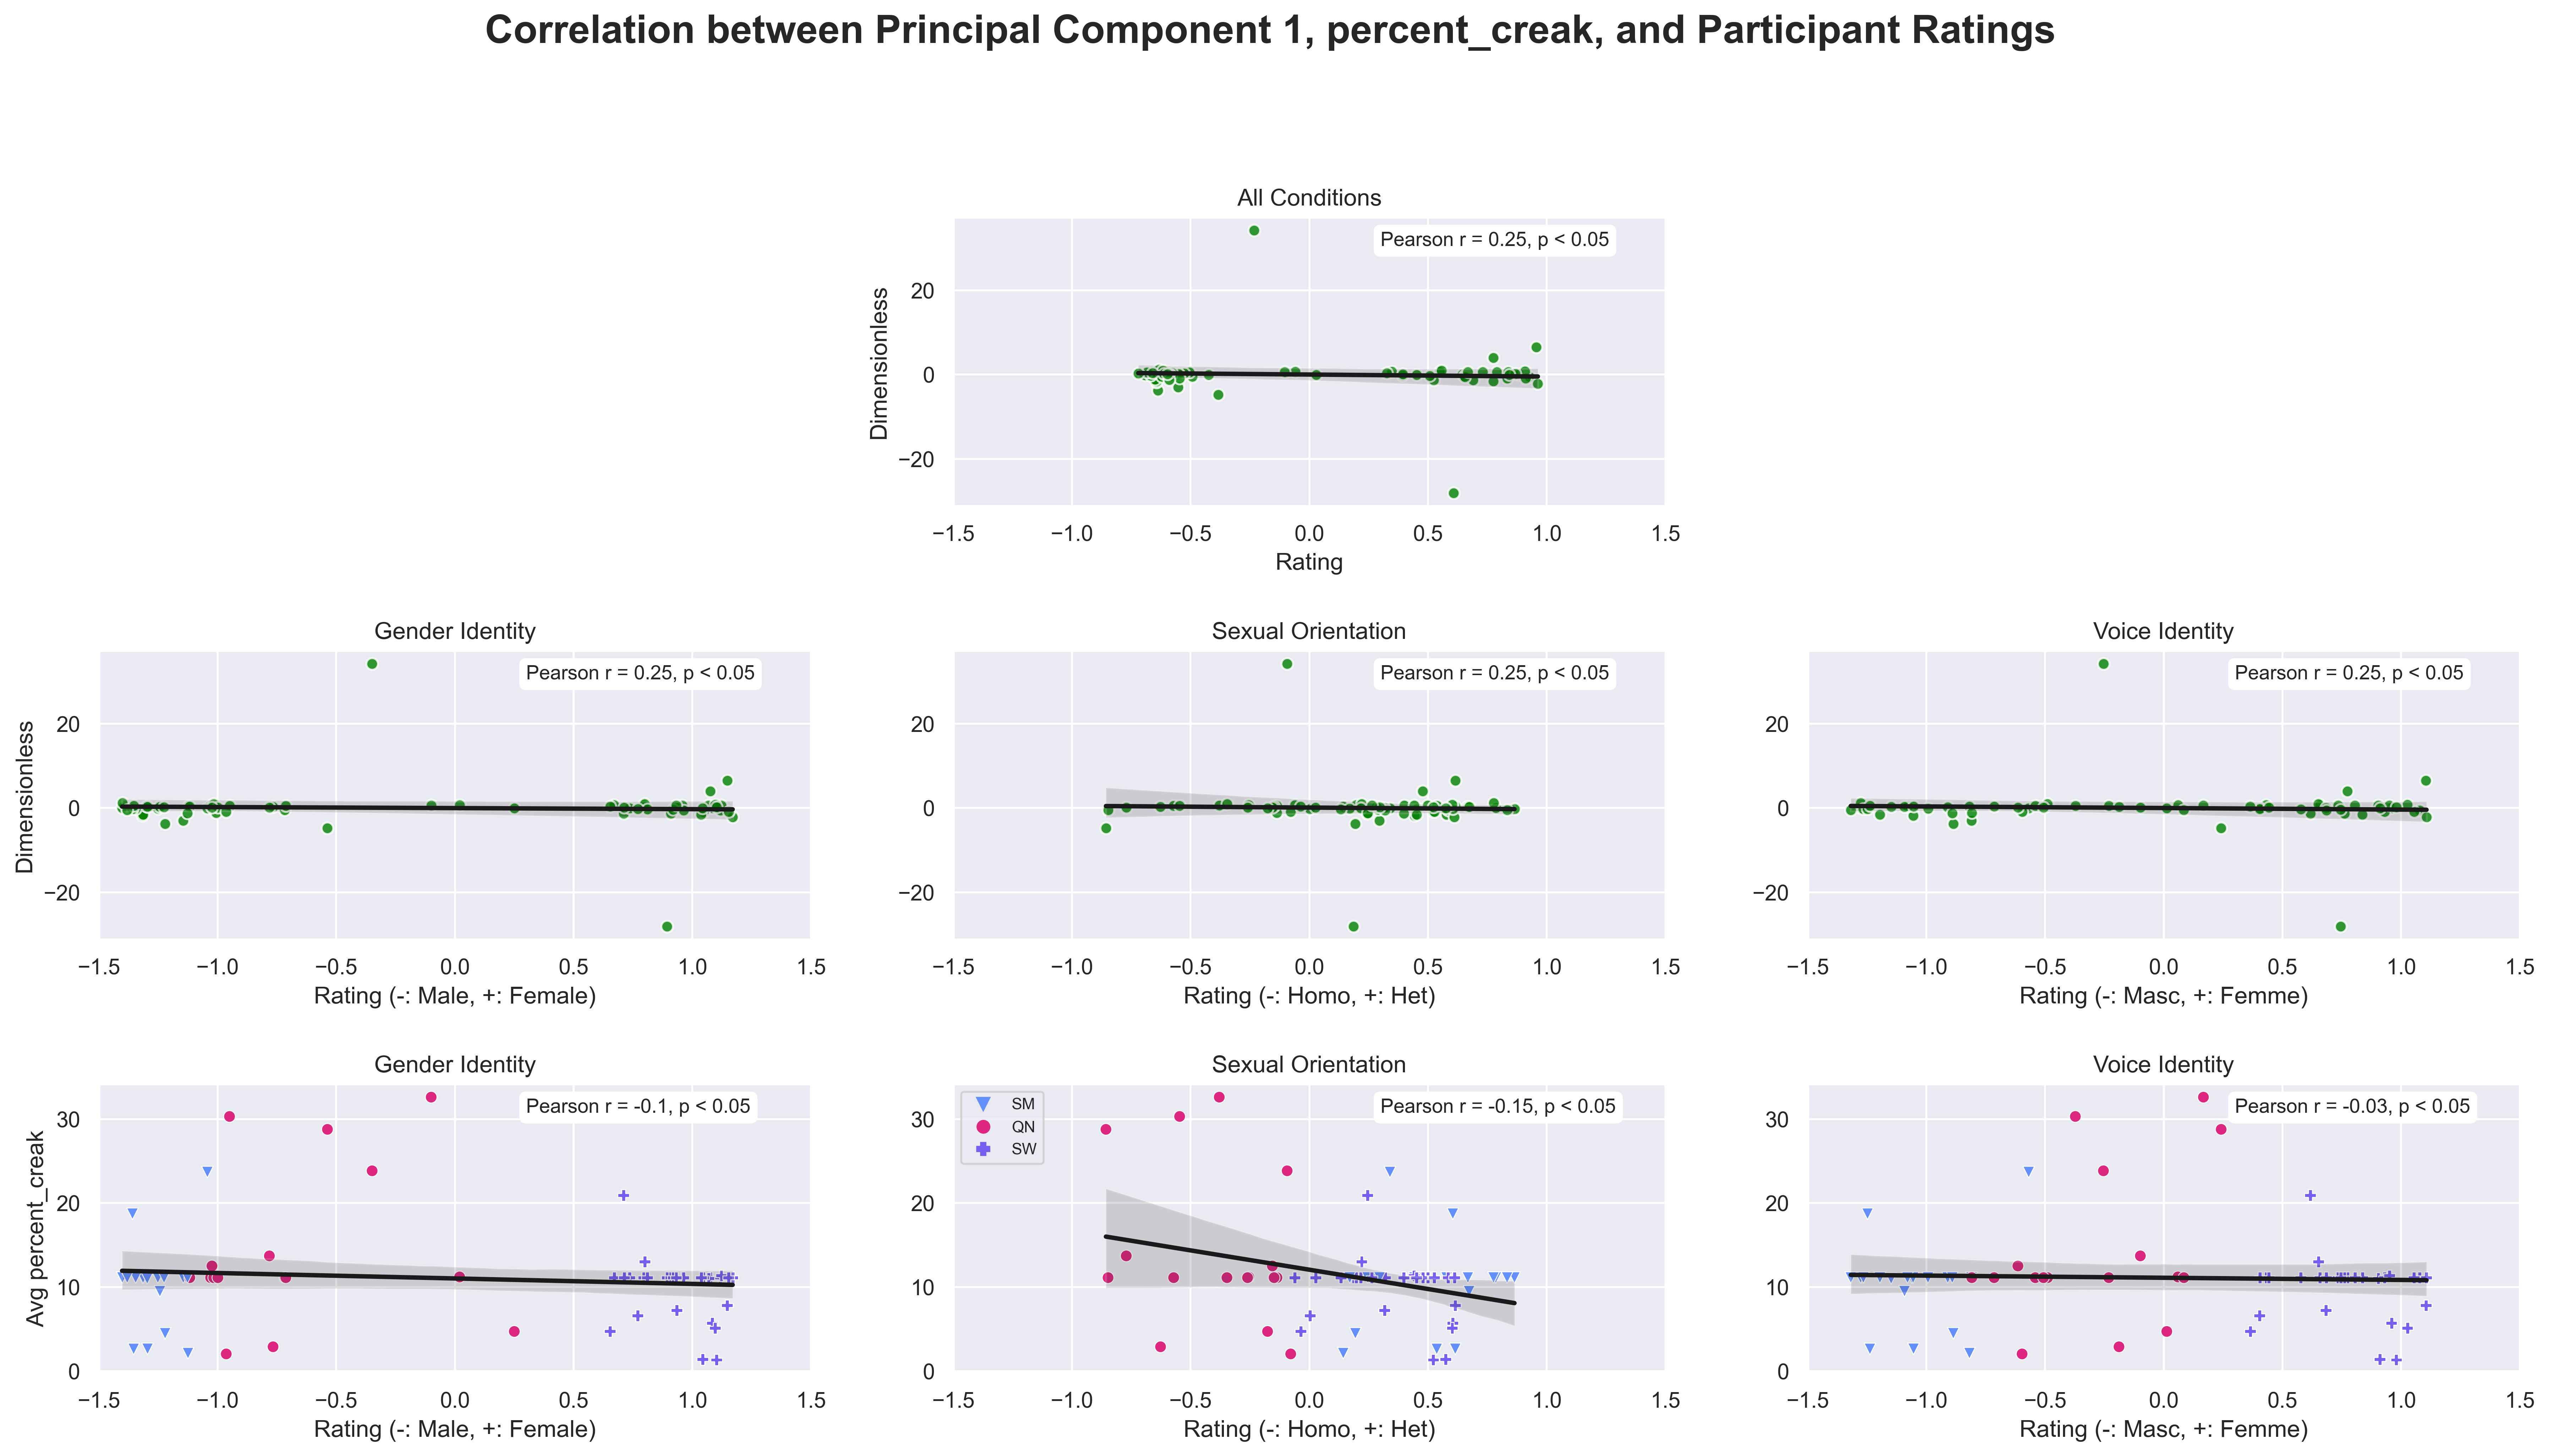 Correlation between Principal Component 1, percent_creak, and Participant Ratings
All Conditions
Pearson r = 0.25, p < 0.05
Dimensionless
20
0
−20
−1.5 −1.0 −0.5 0.0 0.5 1.0 1.5
Rating
Gender Identity
Pearson r = 0.25, p < 0.05
Dimensionless
20
0
−20
−1.5 −1.0 −0.5 0.0 0.5 1.0 1.5
Rating (-: Male, +: Female)
Sexual Orientation
Pearson r = 0.25, p < 0.05
20
0
−20
−1.5 −1.0 −0.5 0.0 0.5 1.0 1.5
Rating (-: Homo, +: Het)
Voice Identity
Pearson r = 0.25, p < 0.05
20
0
−20
−1.5 −1.0 −0.5 0.0 0.5 1.0 1.5
Rating (-: Masc, +: Femme)
Gender Identity
Pearson r = -0.1, p < 0.05
Avg percent_creak
30
20
10
0
−1.5 −1.0 −0.5 0.0 0.5 1.0 1.5
Rating (-: Male, +: Female)
Sexual Orientation
SM
QN
SW
Pearson r = -0.15, p < 0.05
30
20
10
0
−1.5 −1.0 −0.5 0.0 0.5 1.0 1.5
Rating (-: Homo, +: Het)
Voice Identity
Pearson r = -0.03, p < 0.05
30
20
10
0
−1.5 −1.0 −0.5 0.0 0.5 1.0 1.5
Rating (-: Masc, +: Femme)